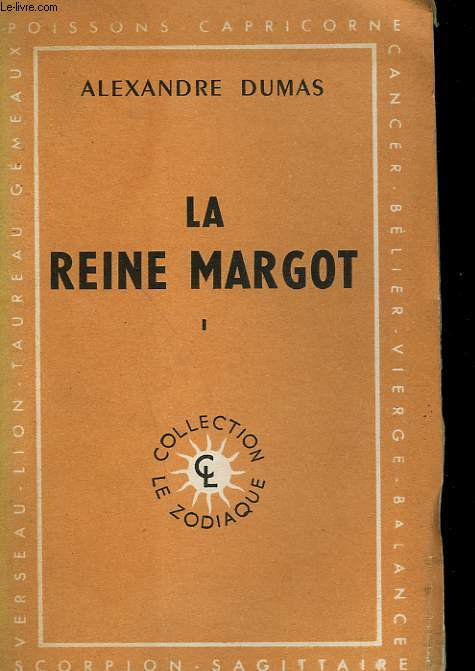 Le-livre.com
POISSONS-CAPRICORNE
CANCER-BÉLIER-VIERGE-BALANCE
VERSEAU-LION-TAUREAU GÉMEAUX
SCORPION-SAGITTAIRE
ALEXANDRE DUMAS
LA
REINE MARGOT
I
COLLECTION
CL
LE ZODIAQUE